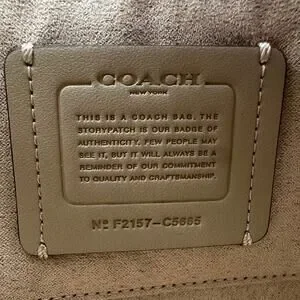 COACH
NEW YORK
THIS IS A COACH BAG. THE
STORYPATCH IS OUR BADGE OF
AUTHENTICITY. FEW PEOPLE MAY
SEE IT, BUT IT WILL ALWAYS BE A
REMINDER OF OUR COMMITMENT
TO QUALITY AND CRAFTSMANSHIP.
Nº F2157-C5685